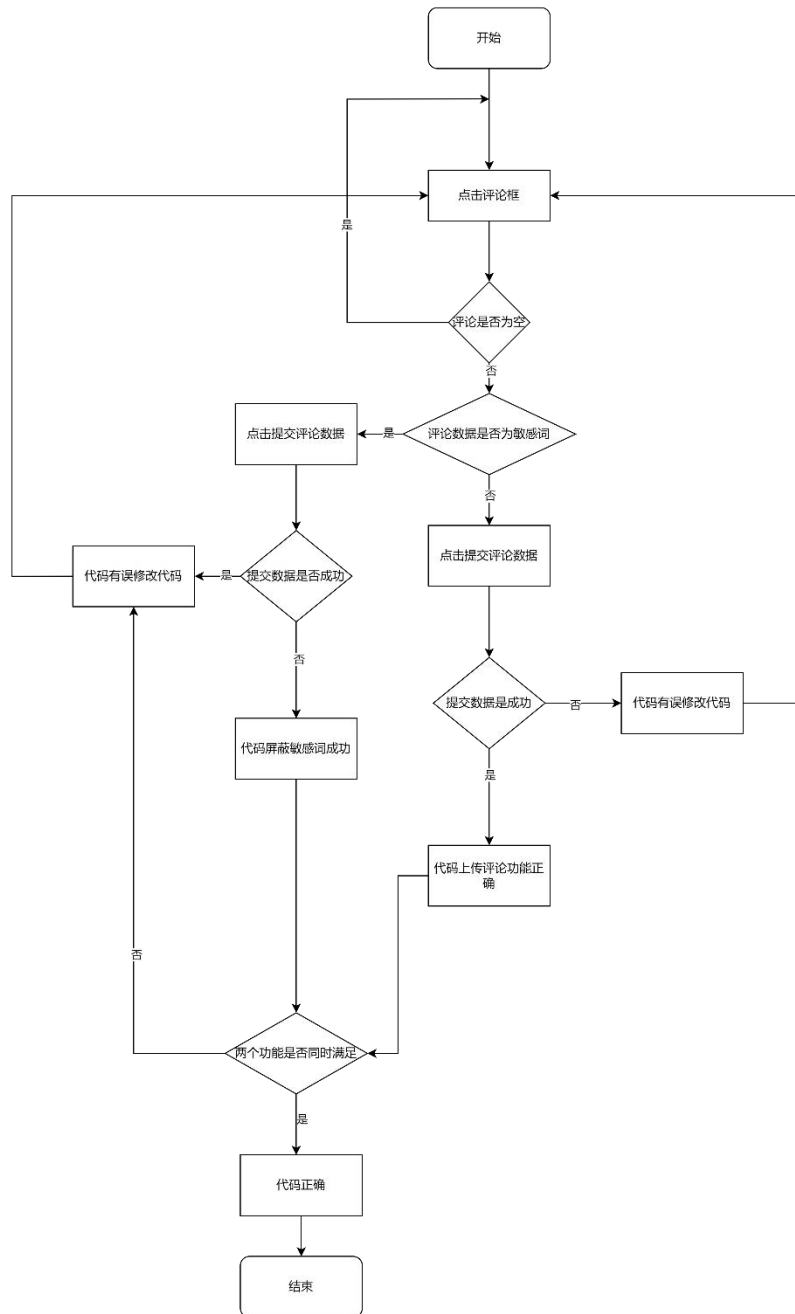 开始
点击评论框
是
评论是否为空
否
点击提交评论数据
是
评论数据是否为敏感词
否
点击提交评论数据
代码有误修改代码
是
提交数据是否成功
否
提交数据是成功
否
代码有误修改代码
代码屏蔽敏感词成功
是
代码上传评论功能正
确
否
两个功能是否同时满足
是
代码正确
结束